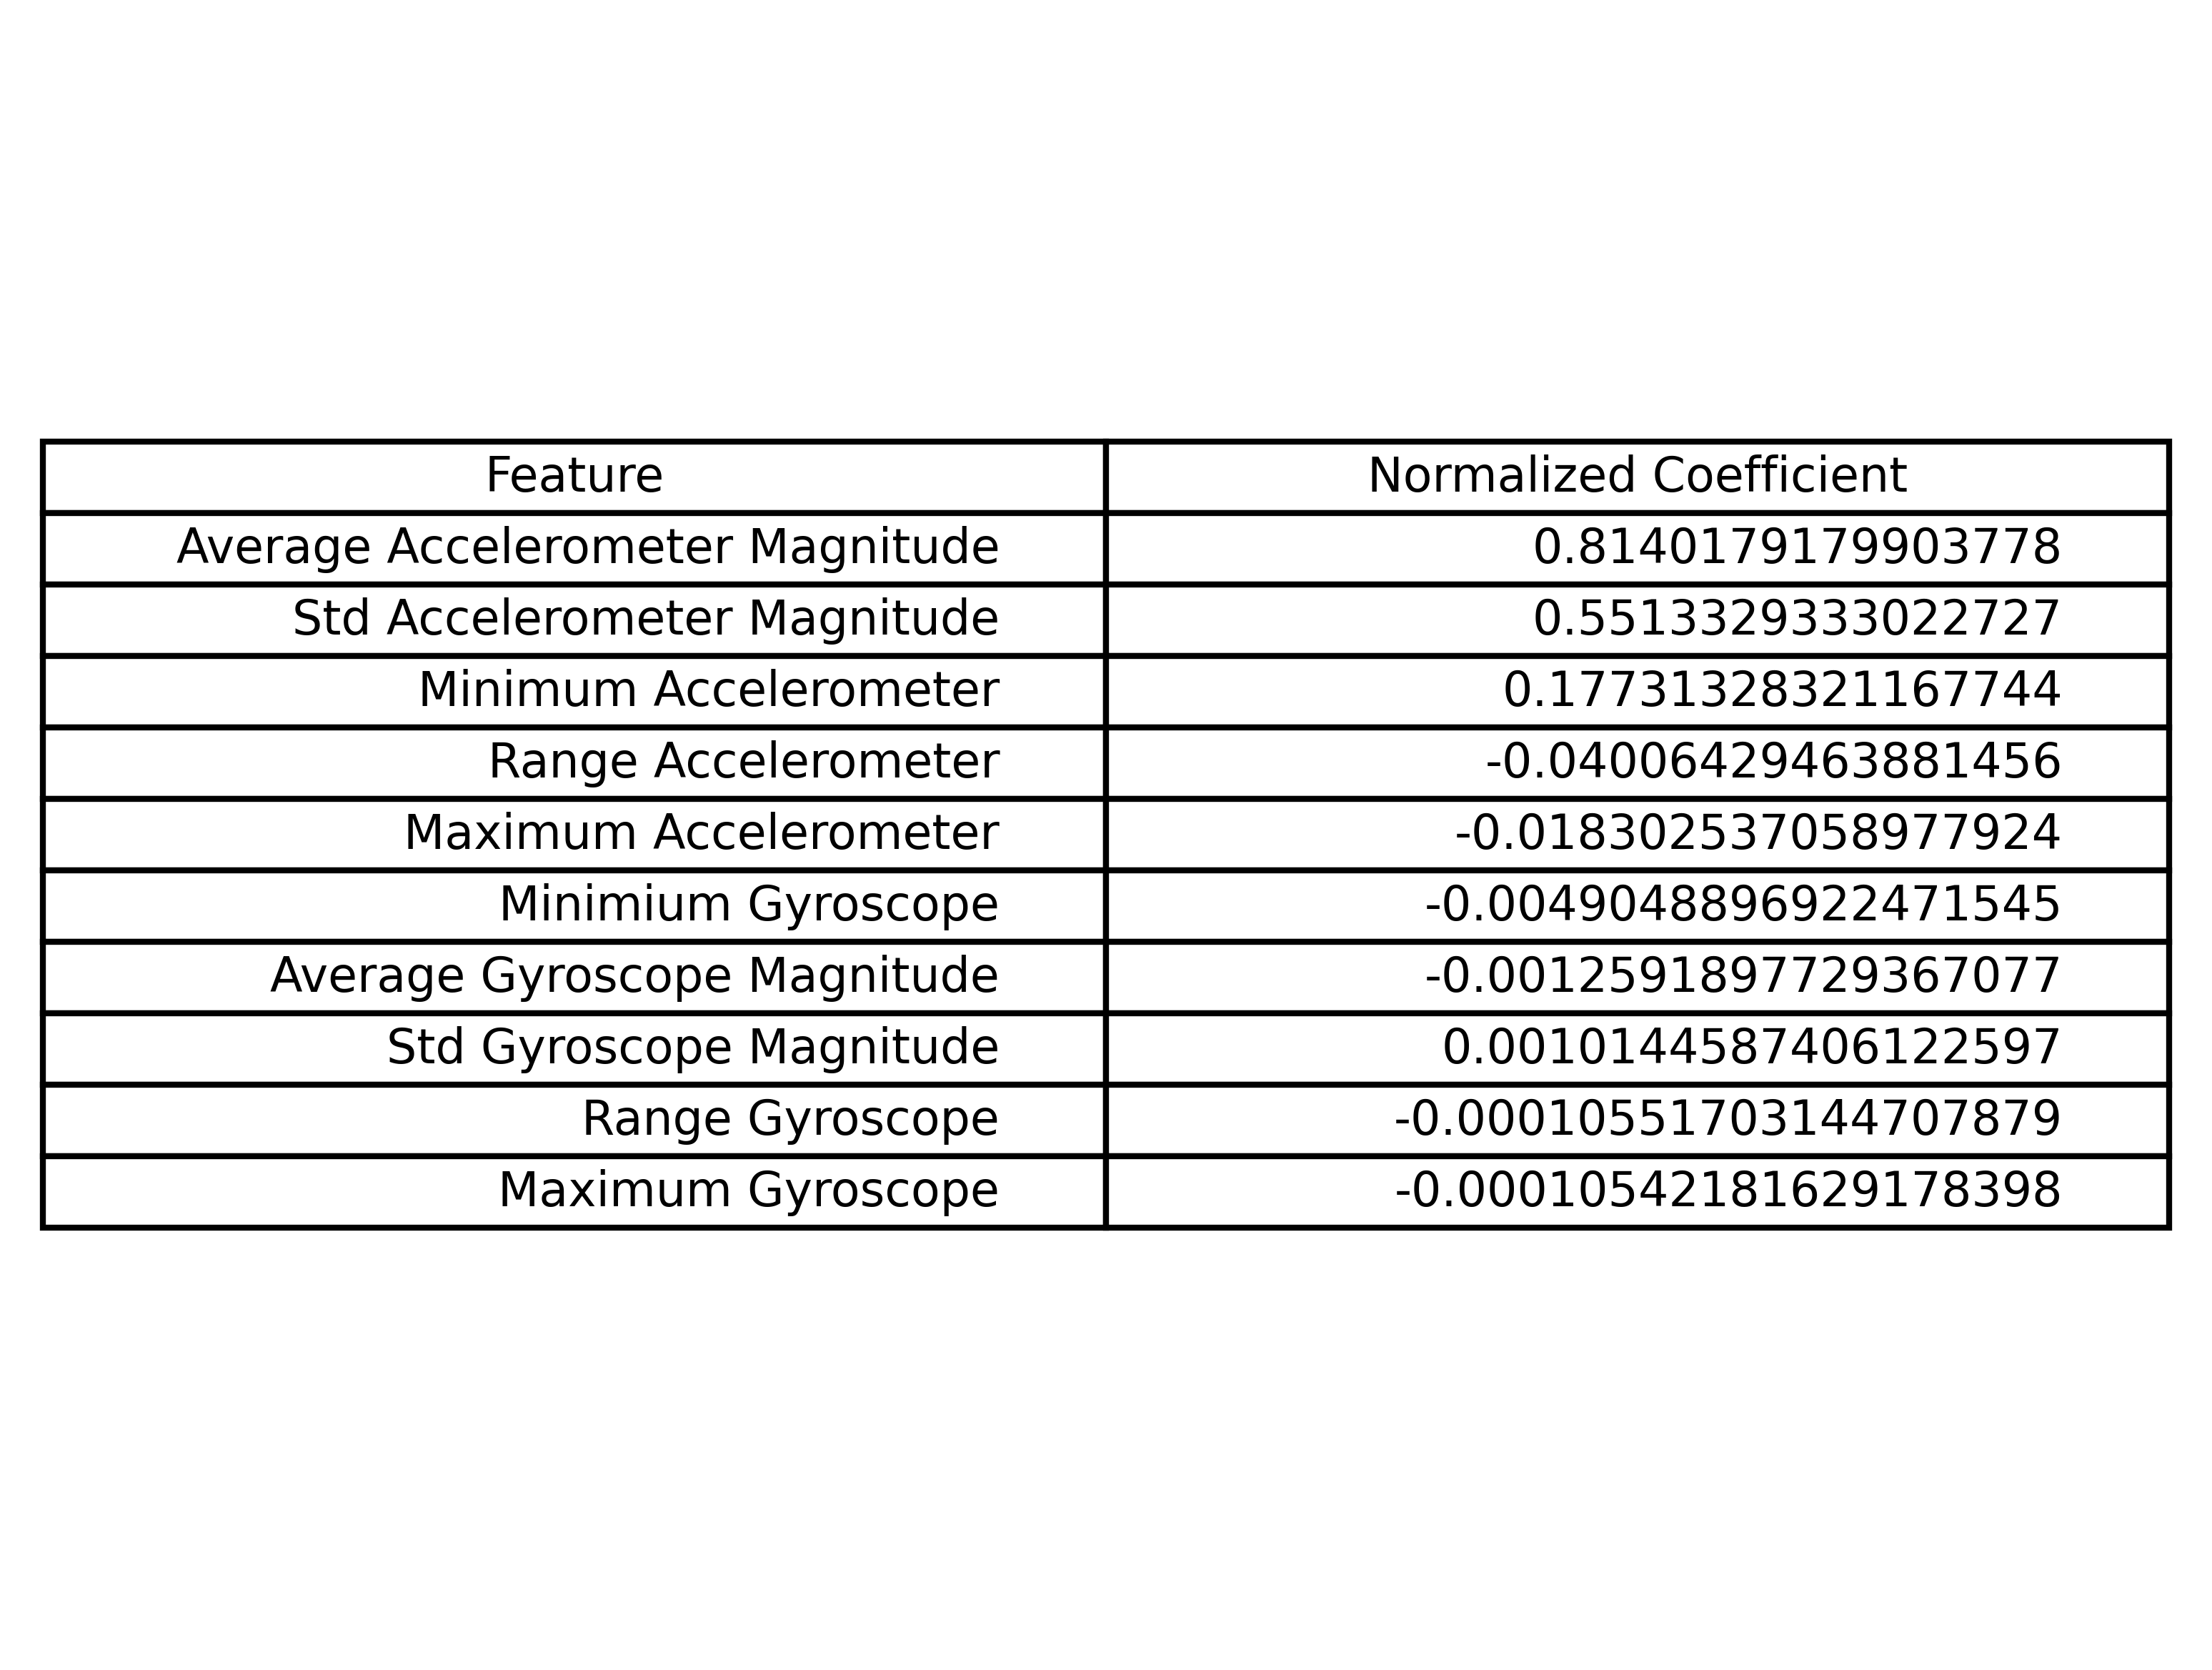 Feature Normalized Coefficient
Average Accelerometer Magnitude 0.8140179179903778
Std Accelerometer Magnitude 0.5513329333022727
Minimum Accelerometer 0.17731328321167744
Range Accelerometer -0.04006429463881456
Maximum Accelerometer -0.018302537058977924
Minimium Gyroscope -0.0049048896922471545
Average Gyroscope Magnitude -0.0012591897729367077
Std Gyroscope Magnitude 0.0010144587406122597
Range Gyroscope -0.00010551703144707879
Maximum Gyroscope -0.00010542181629178398